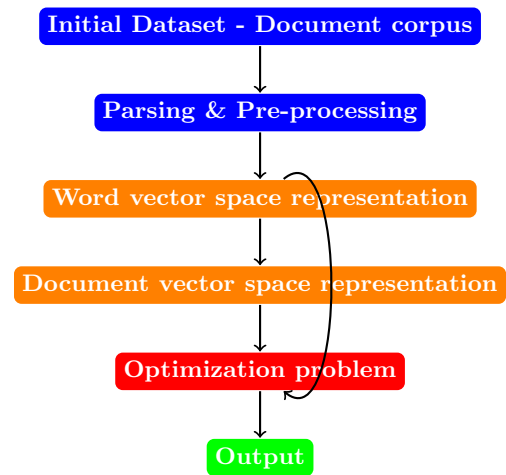 Initial Dataset - Document corpus
Parsing & Pre-processing
Word vector space representation
Document vector space representation
Optimization problem
Output